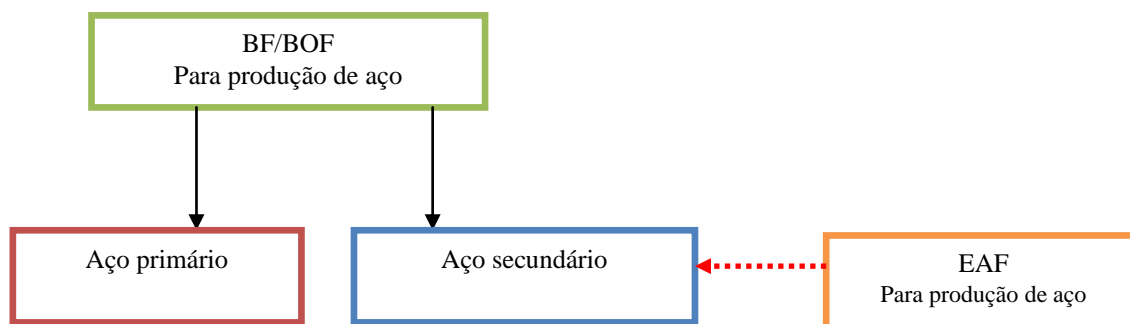 BF/BOF
Para produção de aço
Aço primário
Aço secundário
EAF
Para produção de aço